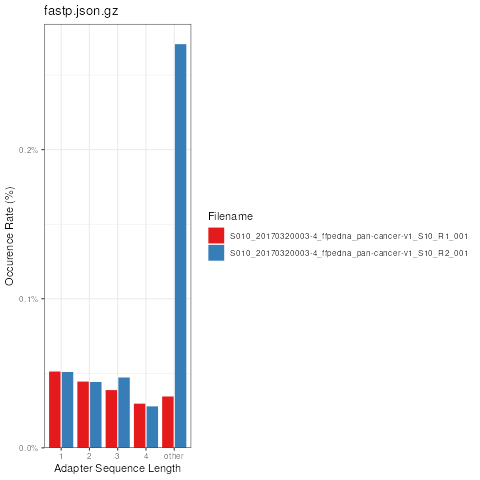 fastp.json.gz
Occurence Rate (%)
0.2%
0.1%
0.0%
1 2 3 4 other
Adapter Sequence Length
Filename
S010_20170320003-4_ffpedna_pan-cancer-v1_S10_R1_001
S010_20170320003-4_ffpedna_pan-cancer-v1_S10_R2_001